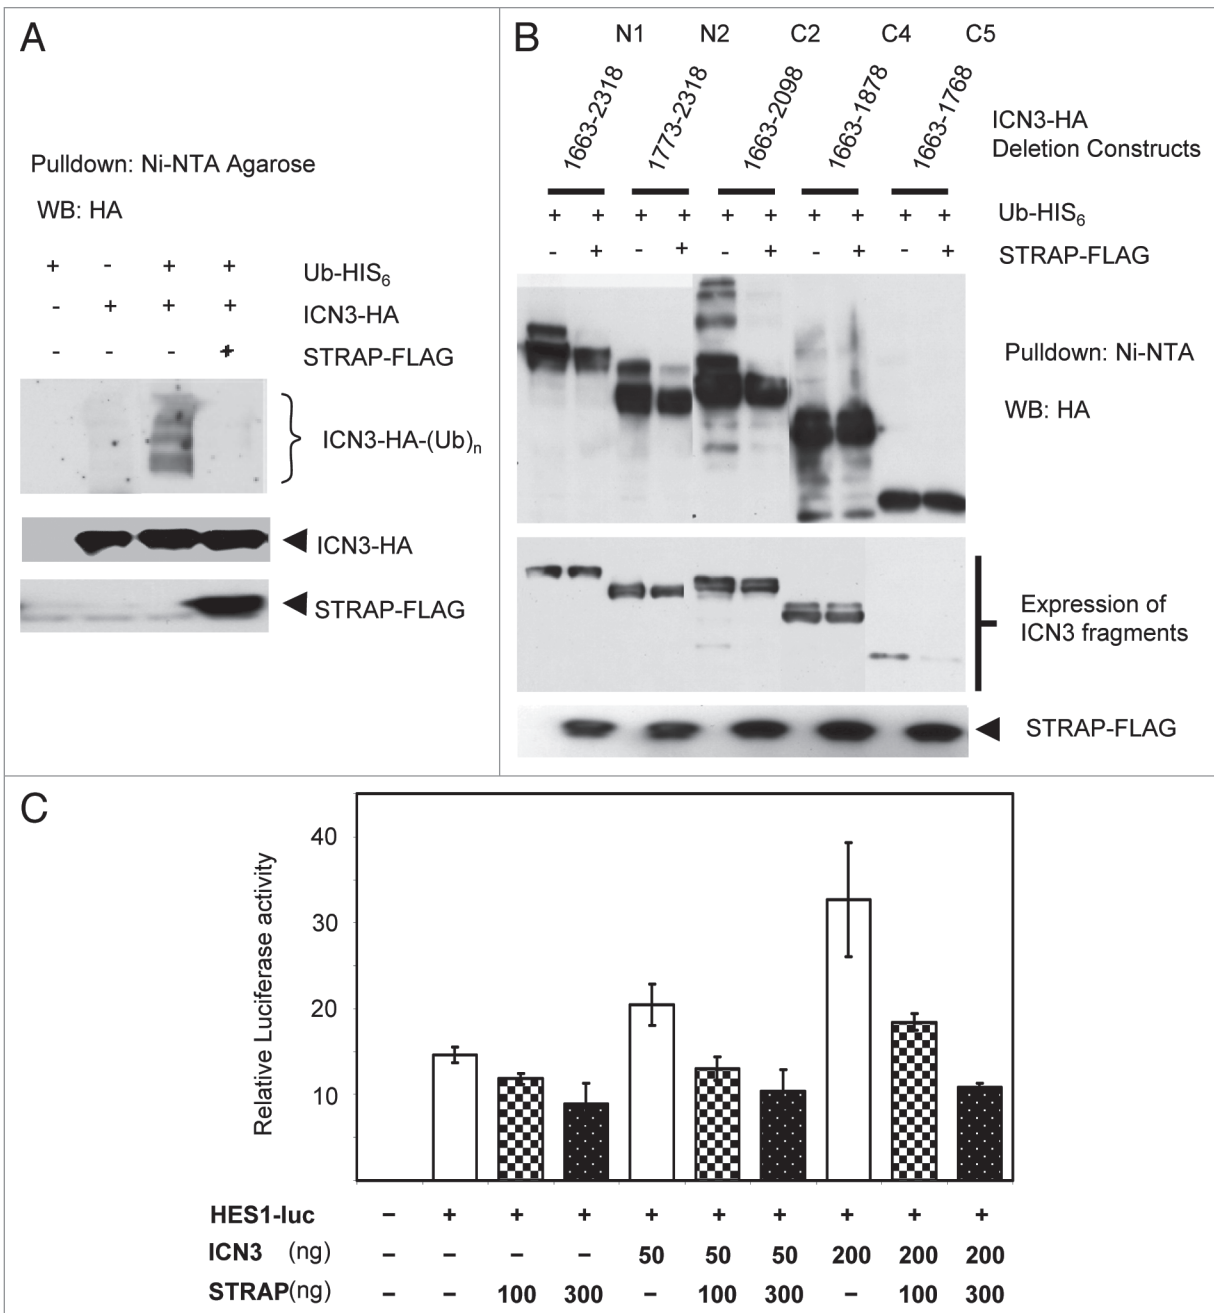 A
Pulldown: Ni-NTA Agarose
WB: HA
+ - + + Ub-HIS6
- + + + ICN3-HA
- - - + STRAP-FLAG
ICN3-HA-(Ub)n
ICN3-HA
STRAP-FLAG
B
N1 N2 C2 C4 C5
1663-2318 1773-2318 1663-2098 1663-1878 1663-1768
ICN3-HA
Deletion Constructs
+ + + + + + + + + + Ub-HIS6
- + - + - + - + - + STRAP-FLAG
Pulldown: Ni-NTA
WB: HA
Expression of
ICN3 fragments
STRAP-FLAG
C
Relative Luciferase activity
40
30
20
10
HES1-luc – + + + + + + + + +
ICN3 (ng) – – – – 50 50 50 200 200 200
STRAP(ng) – – 100 300 – 100 300 – 100 300